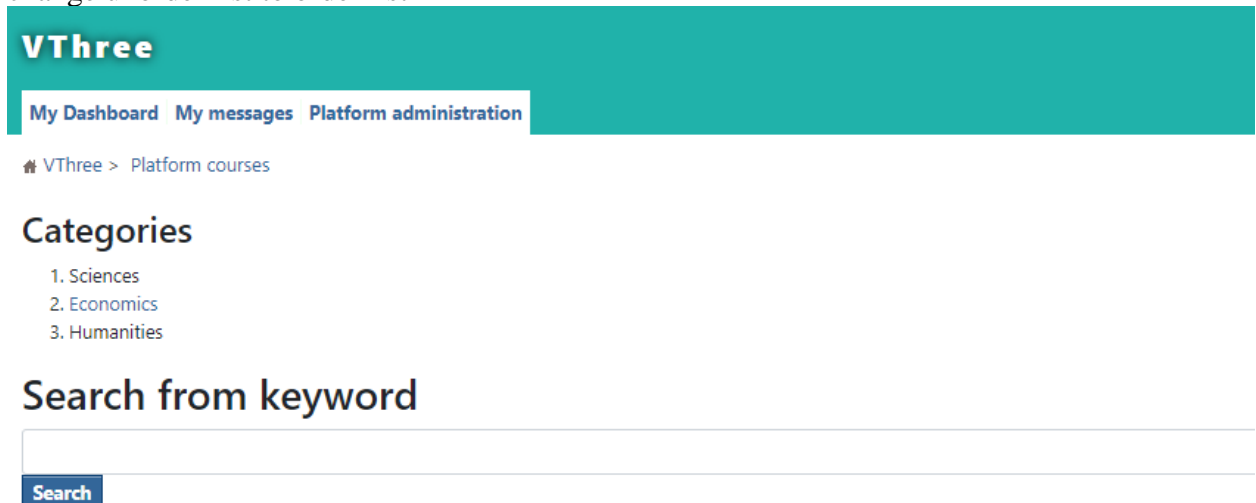 VThree
My Dashboard My messages Platform administration
VThree > Platform courses
Categories
1. Sciences
2. Economics
3. Humanities
Search from keyword
Search